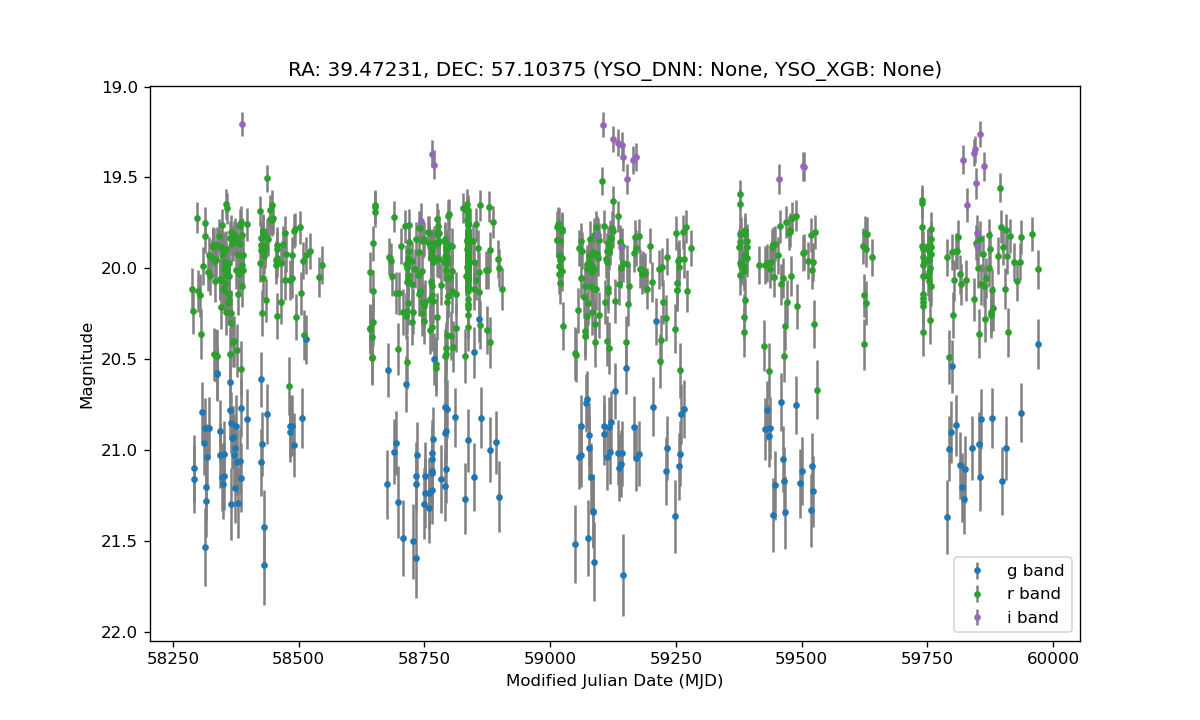 RA: 39.47231, DEC: 57.10375 (YSO_DNN: None, YSO_XGB: None)
19.0
19.5
20.0
20.5
21.0
21.5
22.0
Magnitude
g band
r band
i band
58250 58500 58750 59000 59250 59500 59750 60000
Modified Julian Date (MJD)